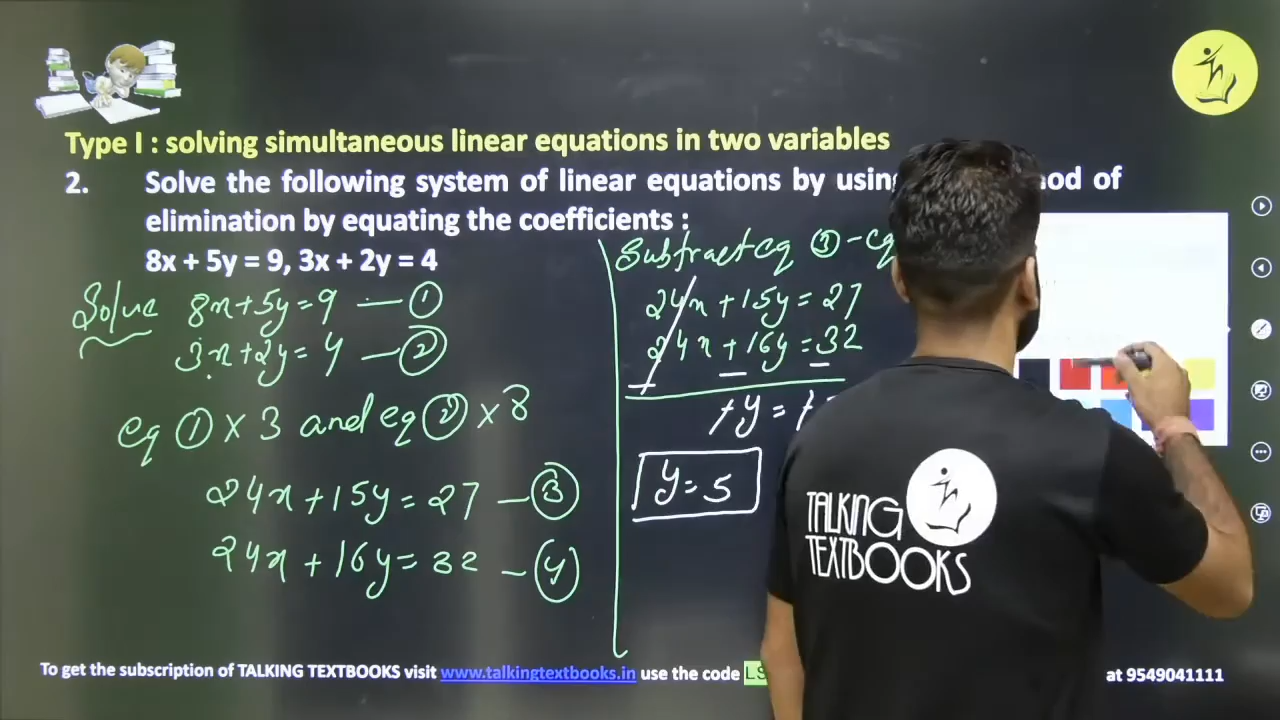 Type I : solving simultaneous linear equations in two variables
2. Solve the following system of linear equations by using
od of
elimination by equating the coefficients :
8x + 5y = 9, 3x + 2y = 4
Solve 8x+5y=9 — ①
3x+2y=4 — ②
eq ① × 3 and eq ② × 8
24x+15y=27 — ③
24x+16y=32 — ④
Subtract eq ③ - eq
24x+15y=27
24x+16y=32
— — —
+y=+
y=5
TALKING
TEXTBOOKS
To get the subscription of TALKING TEXTBOOKS visit www.talkingtextbooks.in use the code LS
at 9549041111